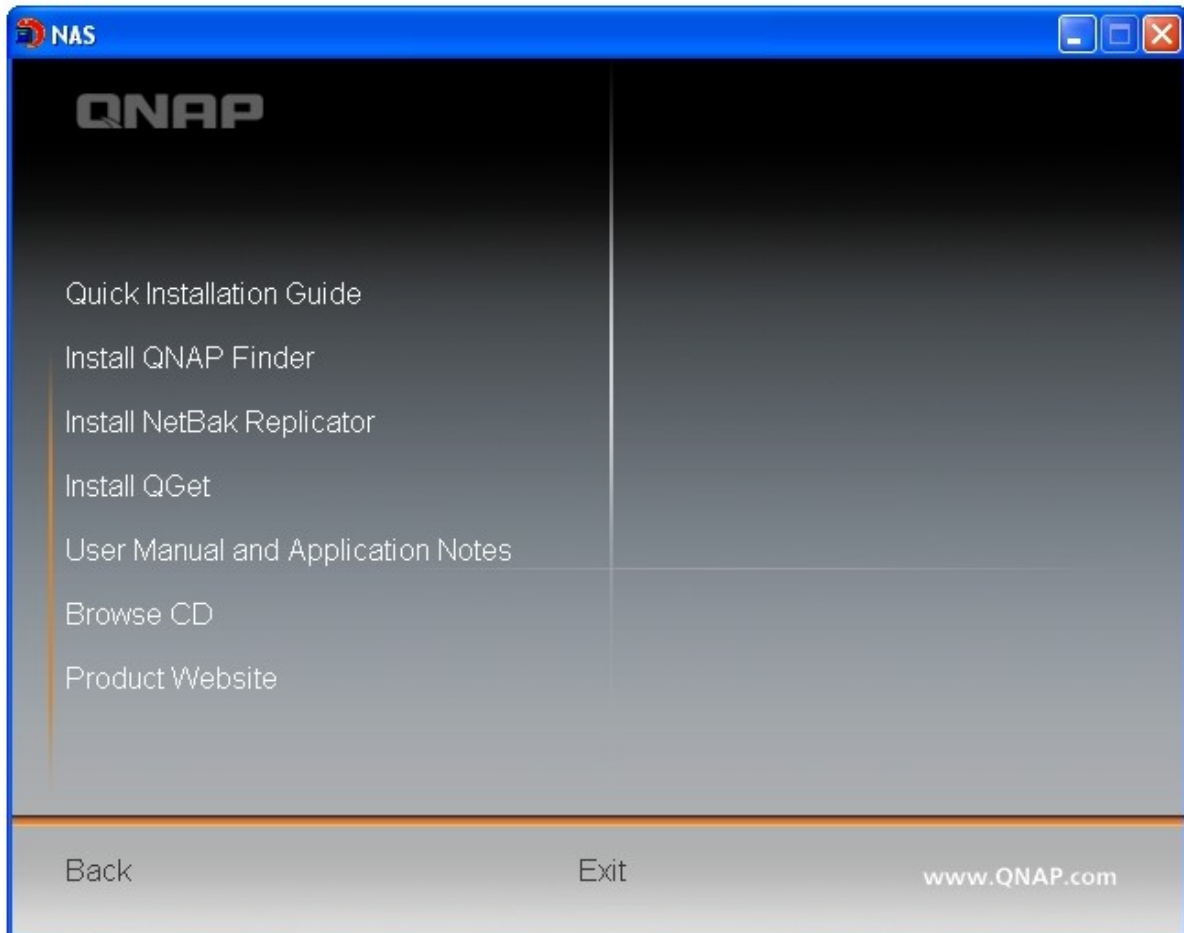 NAS
QNAP
Quick Installation Guide
Install QNAP Finder
Install NetBak Replicator
Install QGet
User Manual and Application Notes
Browse CD
Product Website
Back Exit www.QNAP.com